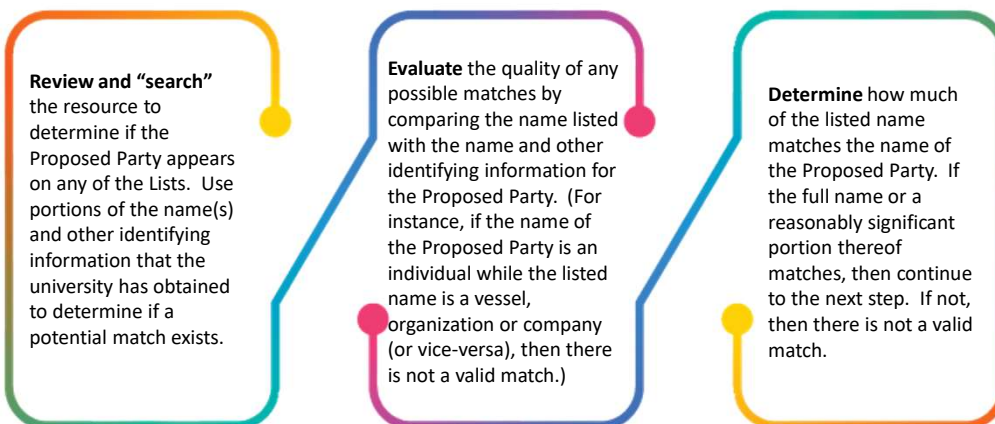 Review and “search”
the resource to
determine if the
Proposed Party appears
on any of the Lists.  Use
portions of the name(s)
and other identifying
information that the
university has obtained
to determine if a
potential match exists.
Evaluate the quality of any
possible matches by
comparing the name listed
with the name and other
identifying information for
the Proposed Party.  (For
instance, if the name of
the Proposed Party is an
individual while the listed
name is a vessel,
organization or company
(or vice-versa), then there
is not a valid match.)
Determine how much
of the listed name
matches the name of
the Proposed Party.  If
the full name or a
reasonably significant
portion thereof
matches, then continue
to the next step.  If not,
then there is not a valid
match.